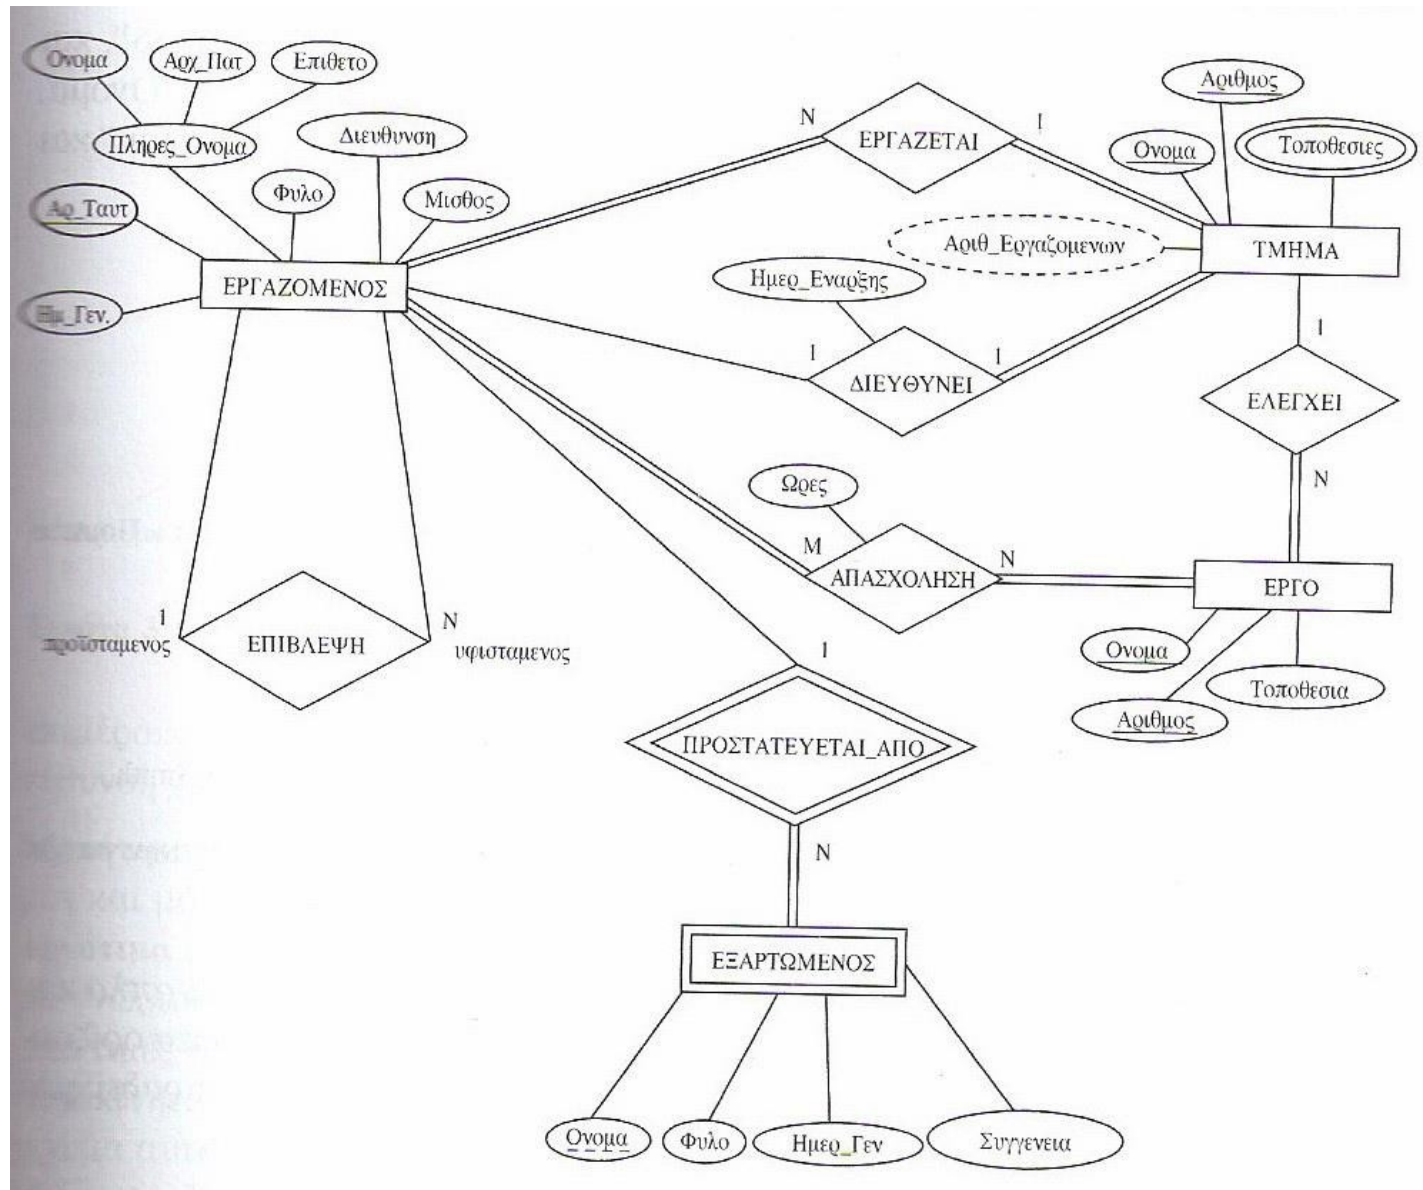 Ονομα
Αρχ_Πατ
Επιθετο
Πληρες_Ονομα
Διευθυνση
Αρ_Ταυτ
Φυλο
Μισθος
Ημ_Γεν.
ΕΡΓΑΖΟΜΕΝΟΣ
N
ΕΡΓΑΖΕΤΑΙ
1
Αριθμος
Ονομα
Τοποθεσιες
Αριθ_Εργαζομενων
ΤΜΗΜΑ
Ημερ_Εναρξης
1
ΔΙΕΥΘΥΝΕΙ
1
1
ΕΛΕΓΧΕΙ
N
Ωρες
M
ΑΠΑΣΧΟΛΗΣΗ
N
ΕΡΓΟ
Ονομα
Αριθμος
Τοποθεσια
1
προϊσταμενος
ΕΠΙΒΛΕΨΗ
N
υφισταμενος
1
ΠΡΟΣΤΑΤΕΥΕΤΑΙ_ΑΠΟ
N
ΕΞΑΡΤΩΜΕΝΟΣ
Ονομα
Φυλο
Ημερ_Γεν
Συγγενεια